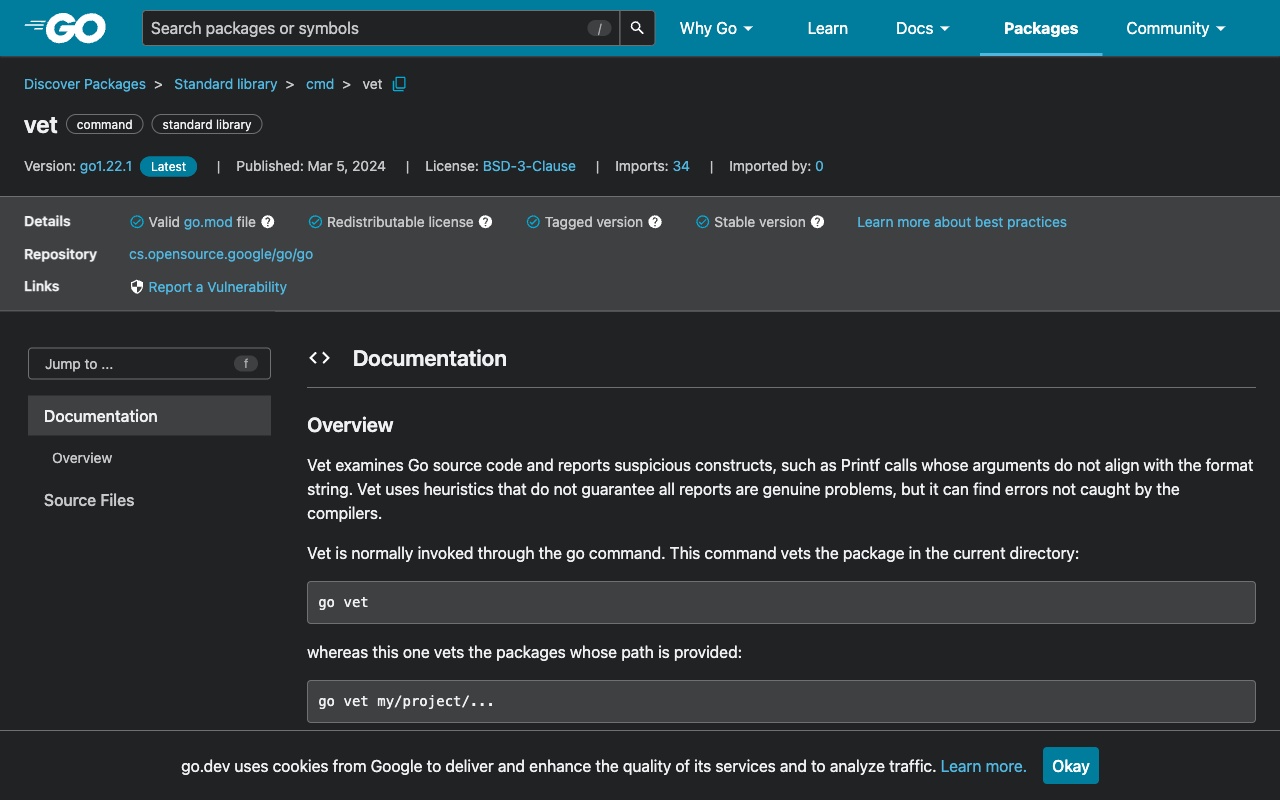 GO
Search packages or symbols /
Why Go
Learn
Docs
Packages
Community
Discover Packages > Standard library > cmd > vet
vet command standard library
Version: go1.22.1 Latest | Published: Mar 5, 2024 | License: BSD-3-Clause | Imports: 34 | Imported by: 0
Details Valid go.mod file ? Redistributable license ? Tagged version ? Stable version ? Learn more about best practices
Repository cs.opensource.google/go/go
Links Report a Vulnerability
Jump to ... f
Documentation
Overview
Source Files
<> Documentation
Overview
Vet examines Go source code and reports suspicious constructs, such as Printf calls whose arguments do not align with the format
string. Vet uses heuristics that do not guarantee all reports are genuine problems, but it can find errors not caught by the
compilers.
Vet is normally invoked through the go command. This command vets the package in the current directory:
go vet
whereas this one vets the packages whose path is provided:
go vet my/project/...
go.dev uses cookies from Google to deliver and enhance the quality of its services and to analyze traffic. Learn more. Okay